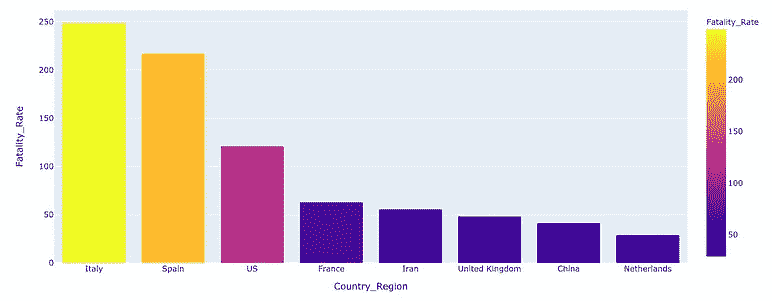 Fatality_Rate
250
200
150
100
50
0
Fatality_Rate
Italy Spain US France Iran United Kingdom China Netherlands
Country_Region
200
150
100
50